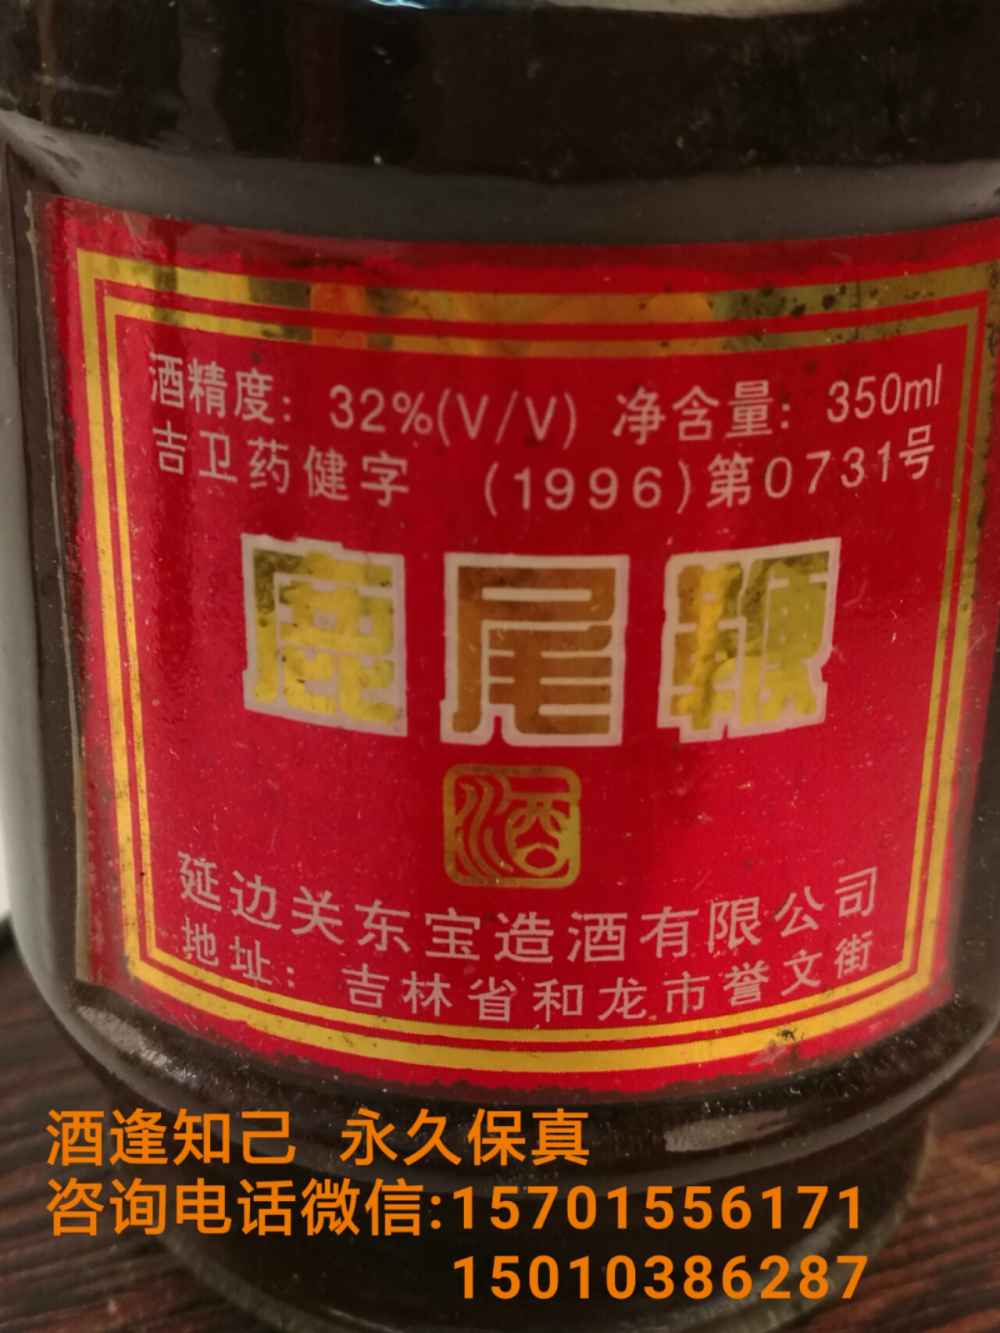 酒精度: 32%(V/V) 净含量: 350ml
吉卫药健字 (1996)第0731号
鹿尾鞭
酒
延边关东宝造酒有限公司
地址: 吉林省和龙市誉文街
酒逢知己 永久保真
咨询电话微信:15701556171
15010386287